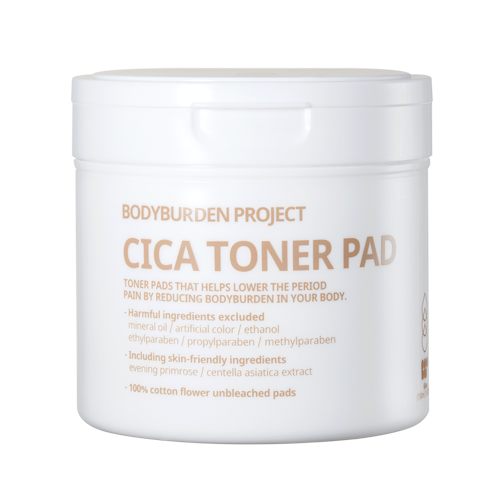 BODYBURDEN PROJECT
CICA TONER PAD
TONER PADS THAT HELPS LOWER THE PERIOD
PAIN BY REDUCING BODYBURDEN IN YOUR BODY.
· Harmful ingredients excluded
mineral oil / artificial color / ethanol
ethylparaben / propylparaben / methylparaben
· Including skin-friendly ingredients
evening primrose / centella asiatica extract
· 100% cotton flower unbleached pads